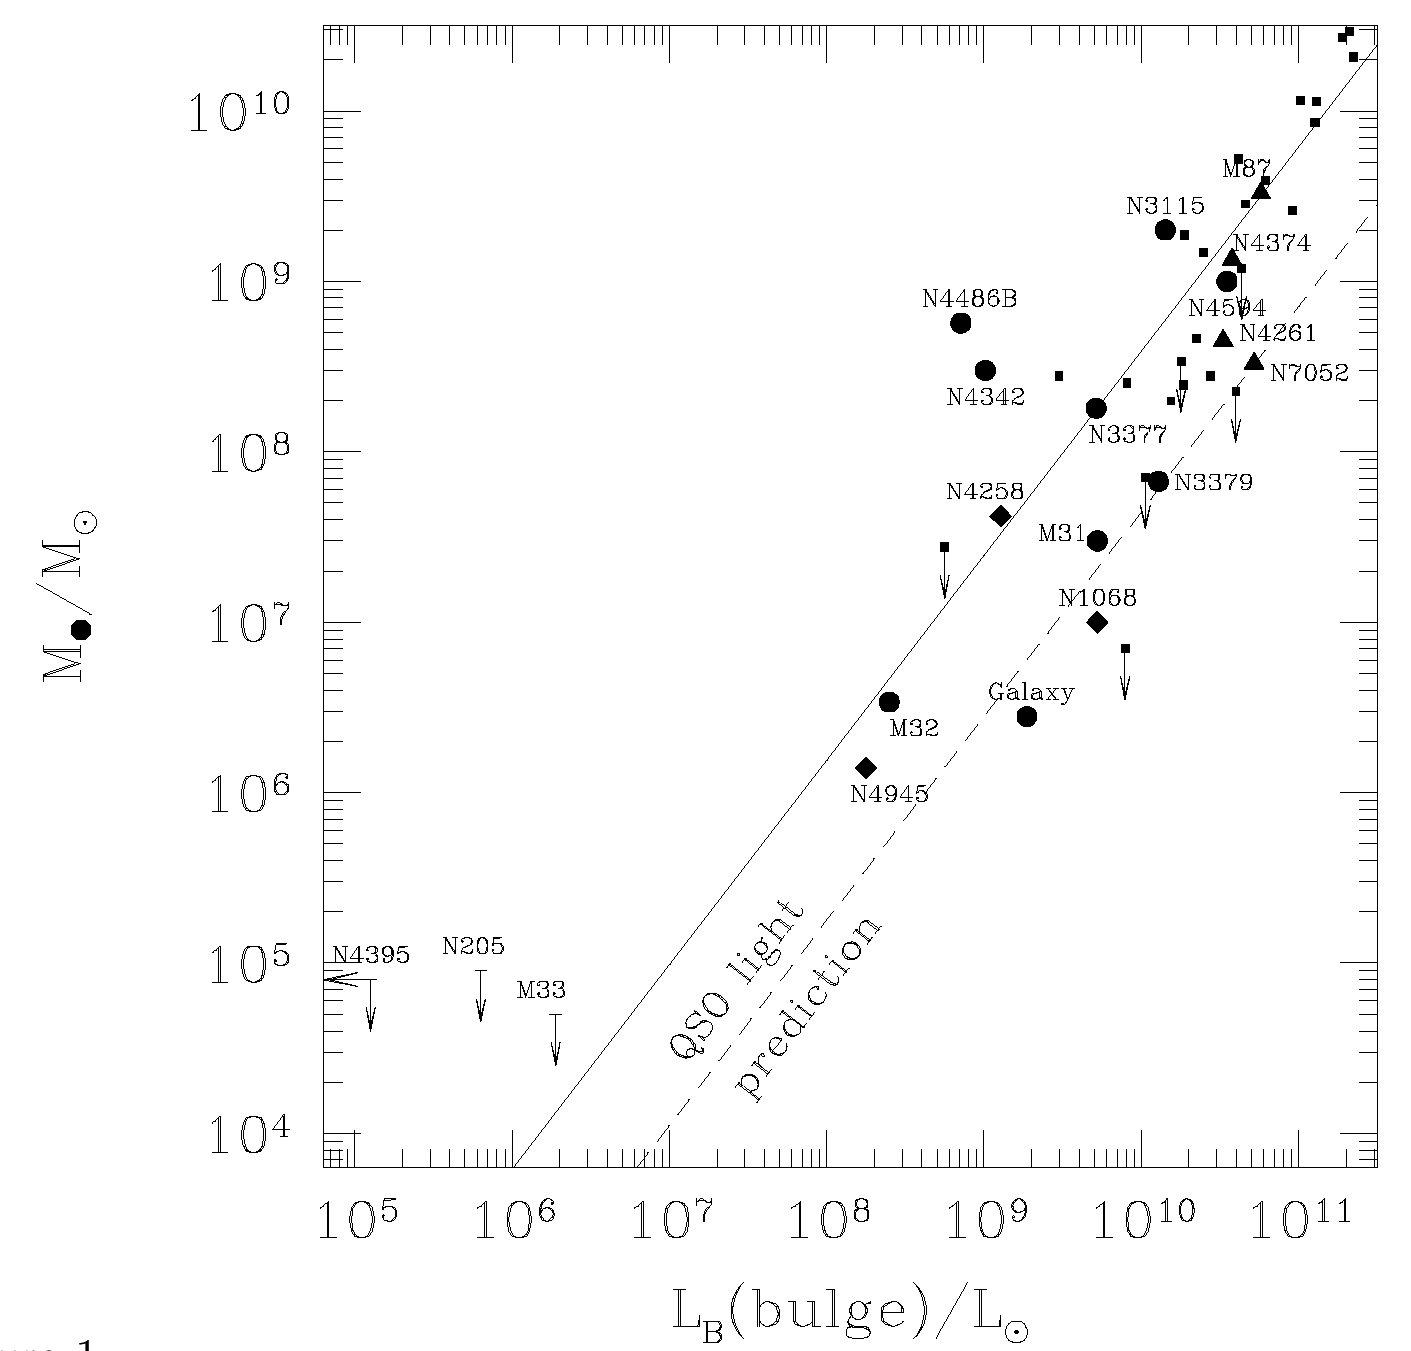 10^10
10^9
10^8
10^7
10^6
10^5
10^4
M●/M⊙
M87
N3115
N4374
N4486B
N4594
N4261
N4342
N7052
N3377
N4258
N3379
M31
N1068
Galaxy
M32
N4945
N4395
N205
M33
QSO light
prediction
10^5 10^6 10^7 10^8 10^9 10^10 10^11
L_B(bulge)/L⊙